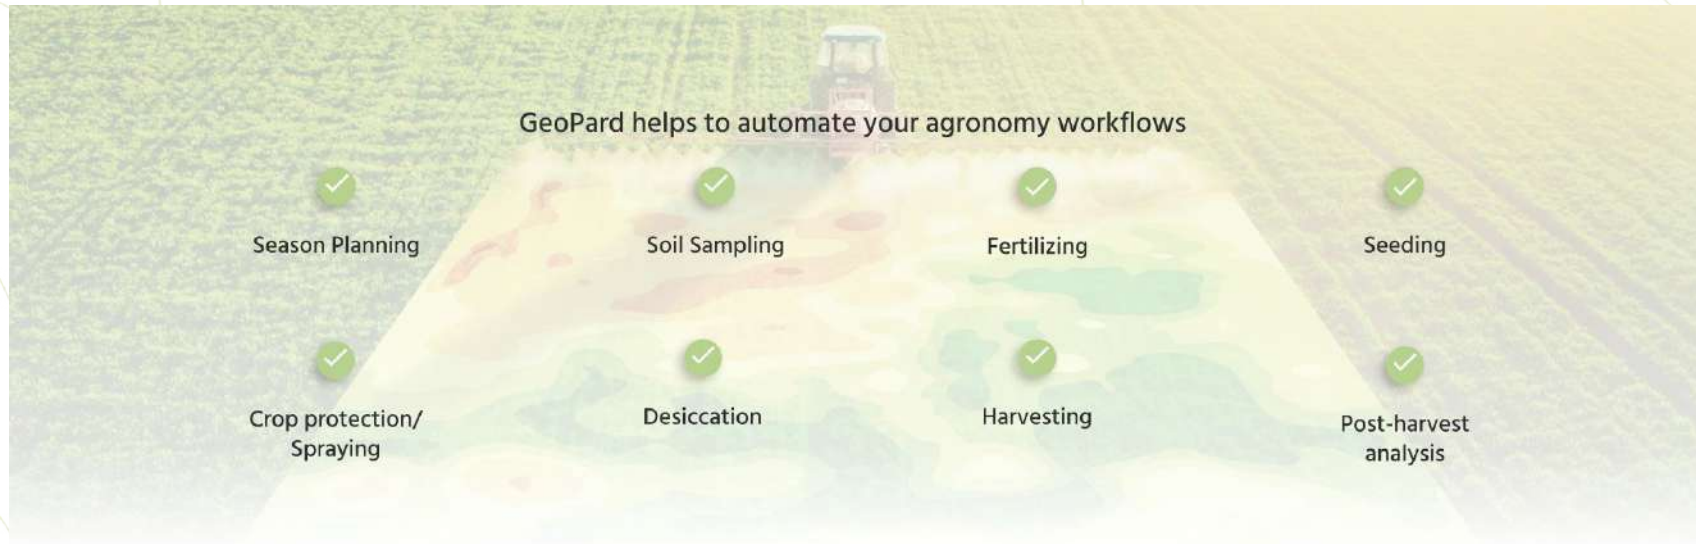 GeoPard helps to automate your agronomy workflows
Season Planning
Soil Sampling
Fertilizing
Seeding
Crop protection/
Spraying
Desiccation
Harvesting
Post-harvest
analysis